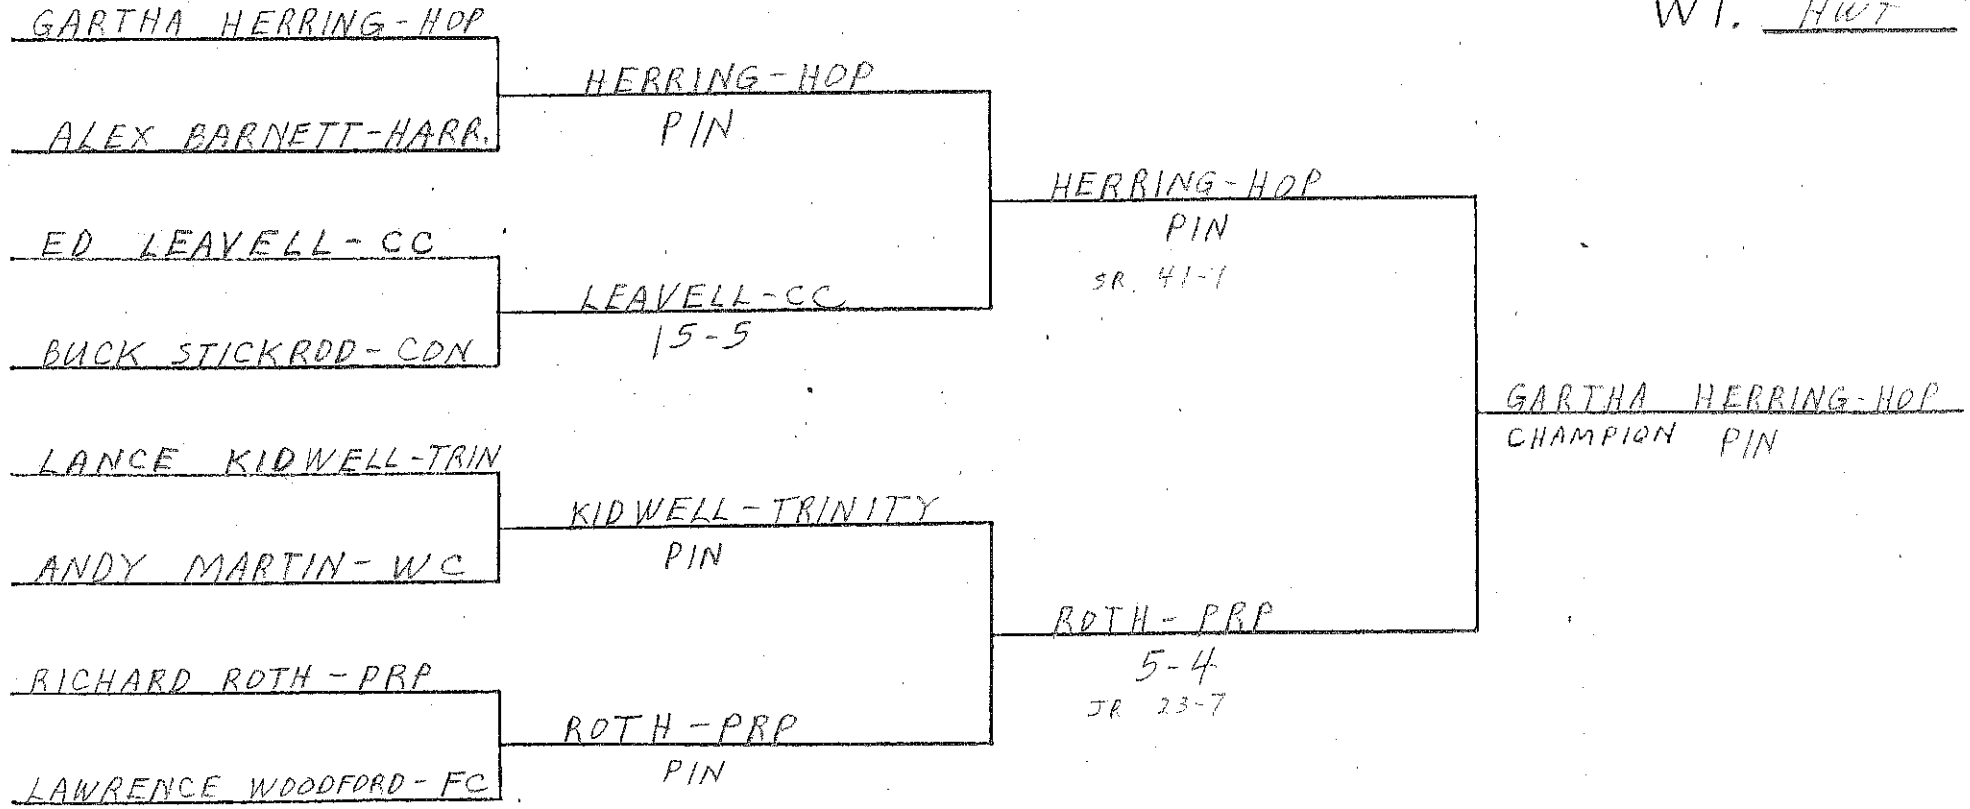 WT. HWT
GARTHA HERRING-HOP
ALEX BARNETT-HARR.
ED LEAVELL-CC
BUCK STICKROD-CON
LANCE KIDWELL-TRIN
ANDY MARTIN-WC
RICHARD ROTH-PRP
LAWRENCE WOODFORD-FC
HERRING-HOP
PIN
LEAVELL-CC
15-5
KIDWELL-TRINITY
PIN
ROTH-PRP
PIN
HERRING-HOP
PIN
SR. 41-1
ROTH-PRP
5-4
JR 23-7
GARTHA HERRING-HOP
CHAMPION PIN